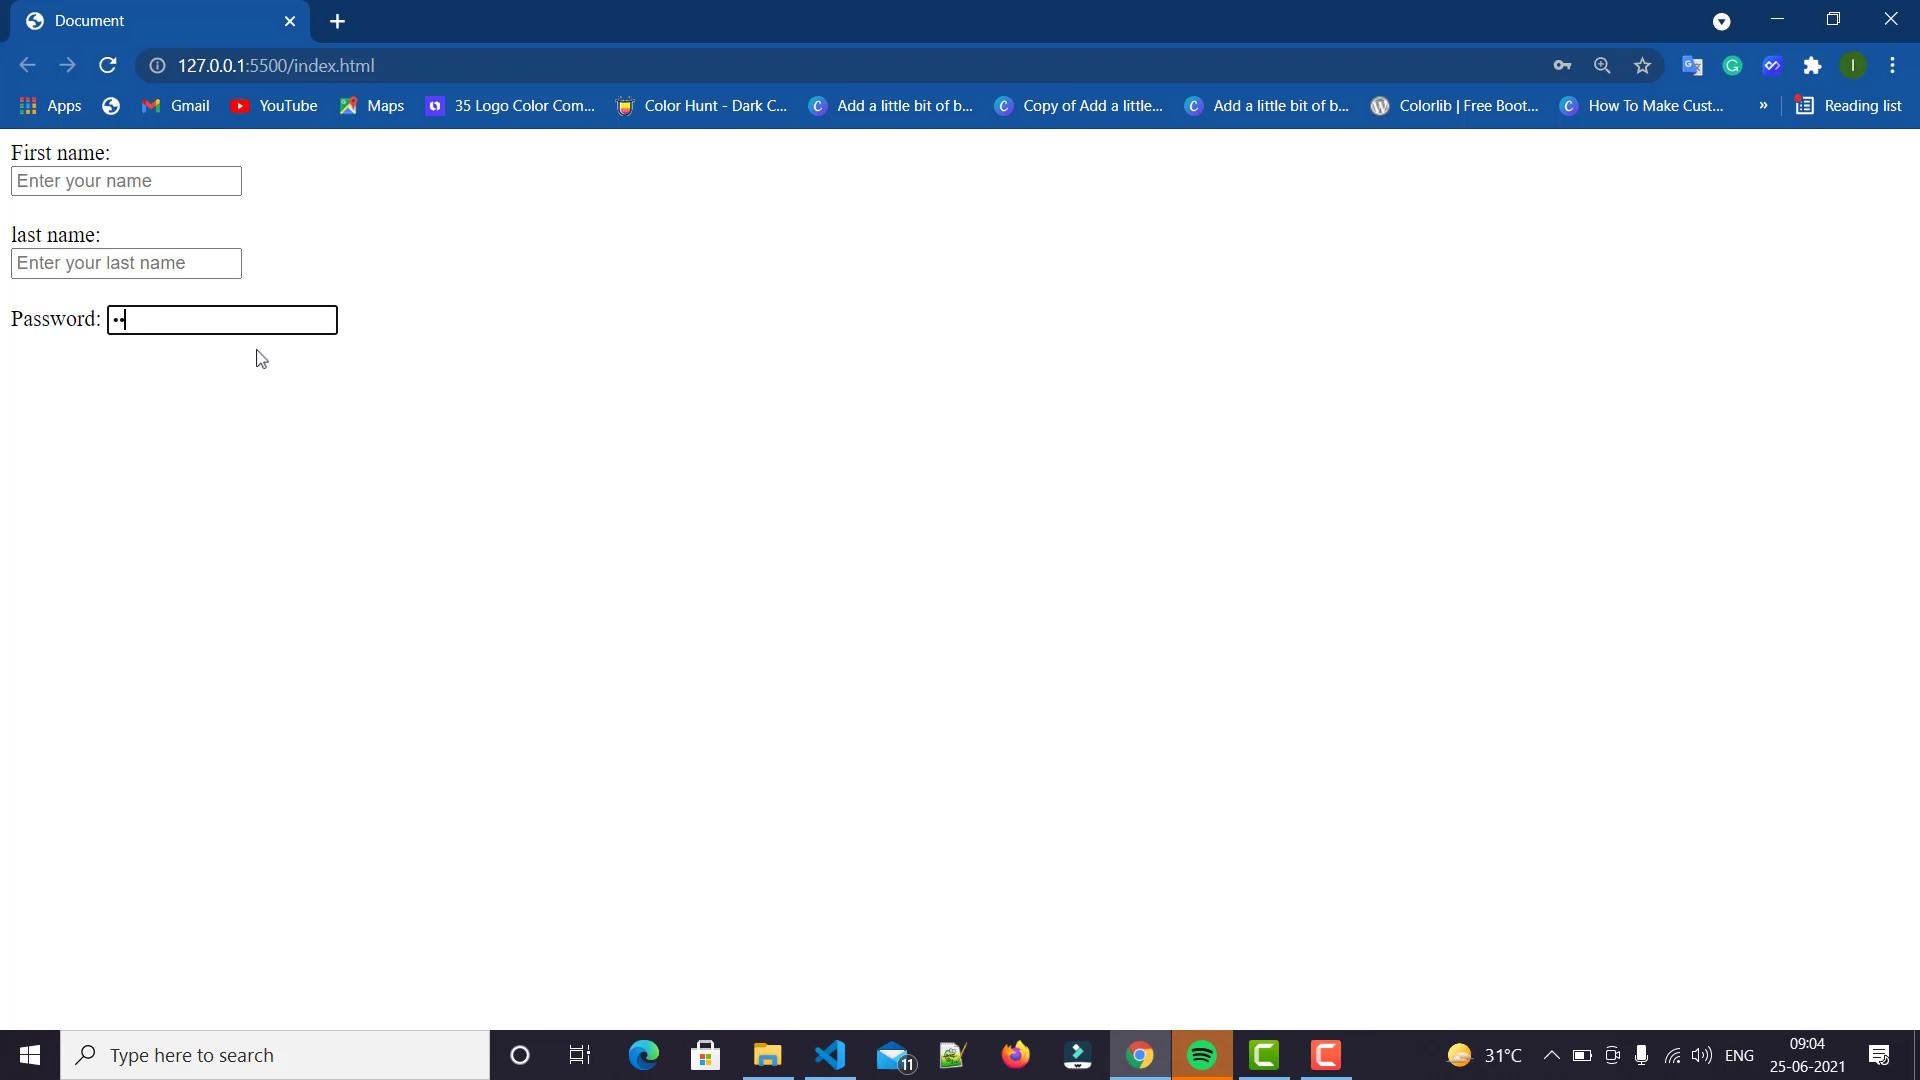 Document
127.0.0.1:5500/index.html
I
Apps Gmail YouTube Maps 35 Logo Color Com... Color Hunt - Dark C... Add a little bit of b... Copy of Add a little... Add a little bit of b... Colorlib | Free Boot... How To Make Cust... » Reading list
First name:
Enter your name
last name:
Enter your last name
Password: ••
Type here to search
11
31°C
ENG
09:04
25-06-2021